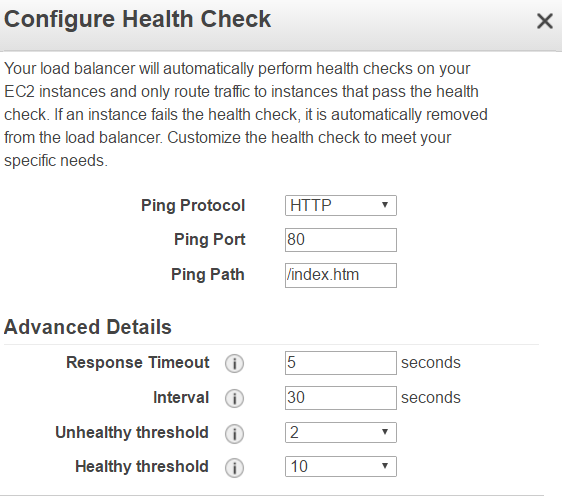 Configure Health Check
Your load balancer will automatically perform health checks on your
EC2 instances and only route traffic to instances that pass the health
check. If an instance fails the health check, it is automatically removed
from the load balancer. Customize the health check to meet your
specific needs.
Ping Protocol HTTP
Ping Port 80
Ping Path /index.htm
Advanced Details
Response Timeout 5 seconds
Interval 30 seconds
Unhealthy threshold 2
Healthy threshold 10